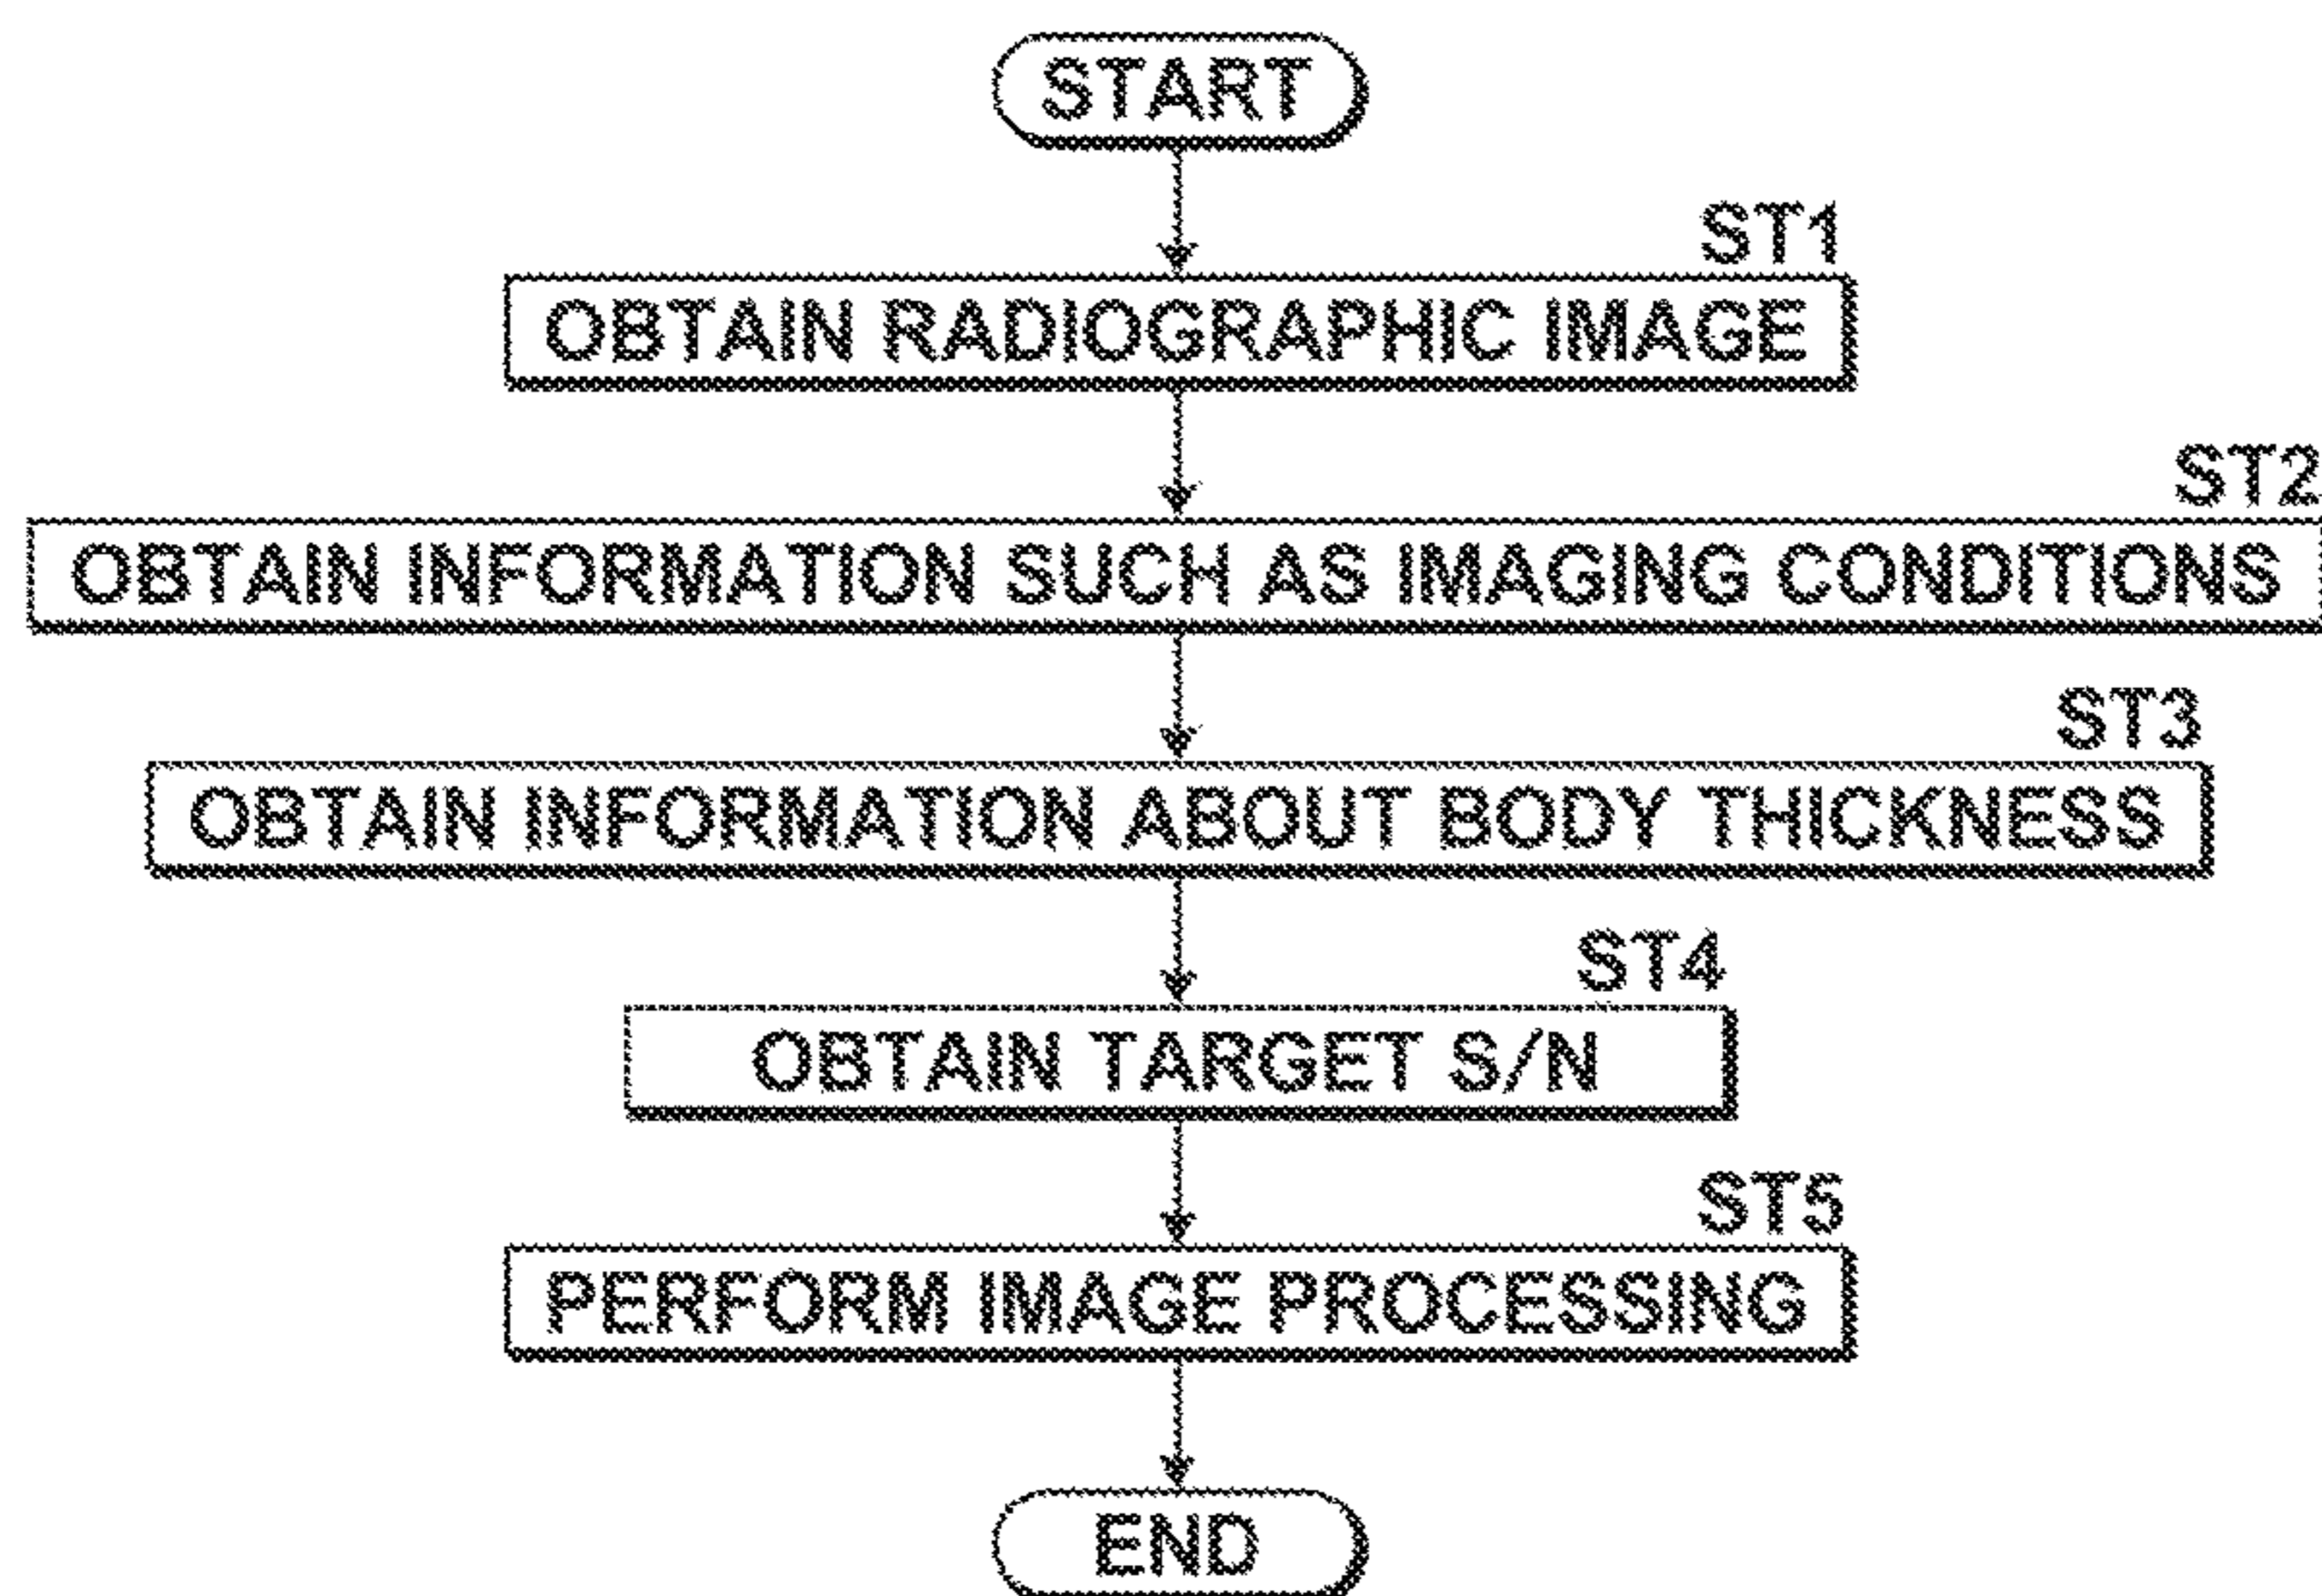 START
ST1
OBTAIN RADIOGRAPHIC IMAGE
ST2
OBTAIN INFORMATION SUCH AS IMAGING CONDITIONS
ST3
OBTAIN INFORMATION ABOUT BODY THICKNESS
ST4
OBTAIN TARGET S/N
ST5
PERFORM IMAGE PROCESSING
END